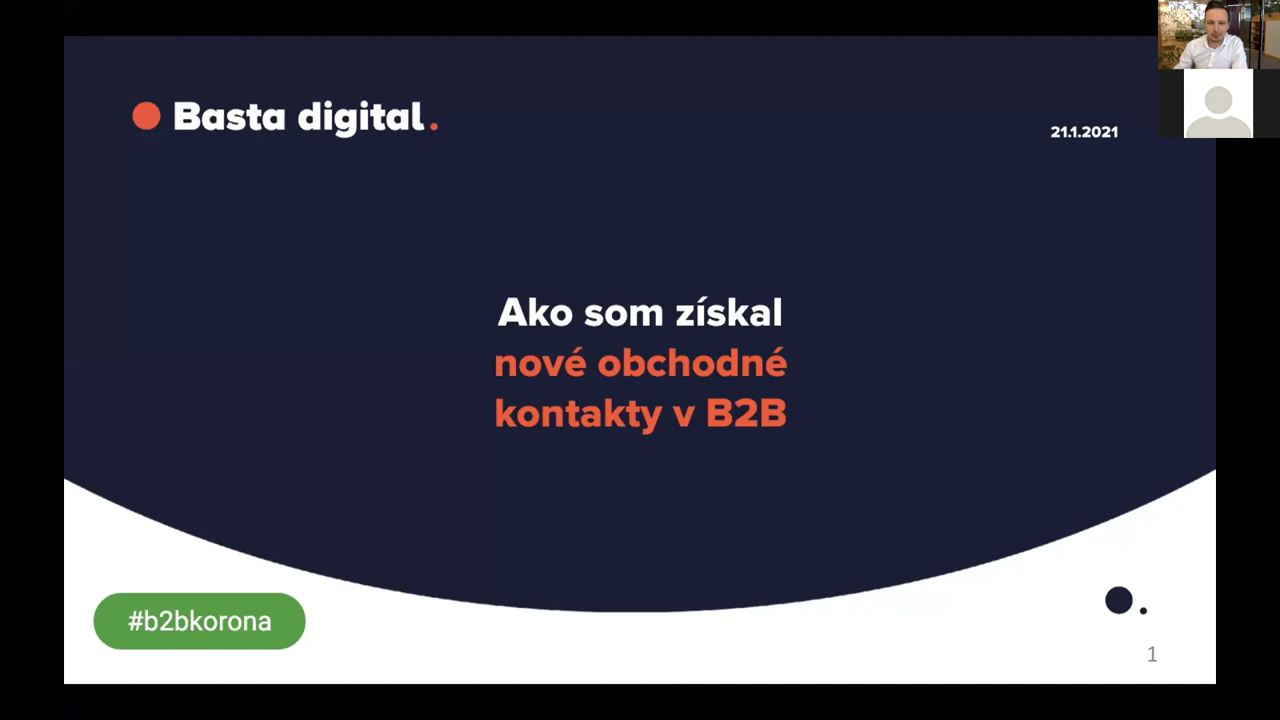 Basta digital.
21.1.2021
Ako som získal
nové obchodné
kontakty v B2B
#b2bkorona
1